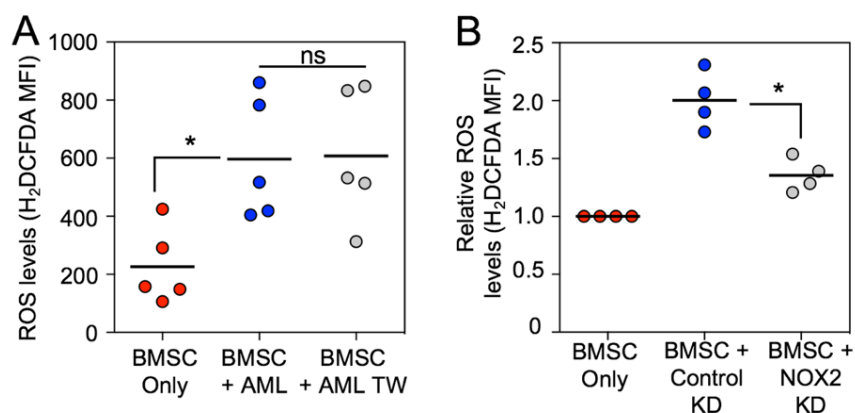 A
ROS levels (H₂DCFDA MFI)
1000
800
600
400
200
0
*
ns
BMSC
Only
BMSC
+ AML
BMSC
+ AML TW
B
Relative ROS
levels (H₂DCFDA MFI)
2.5
2.0
1.5
1.0
0.5
0
*
BMSC
Only
BMSC +
Control
KD
BMSC +
NOX2
KD